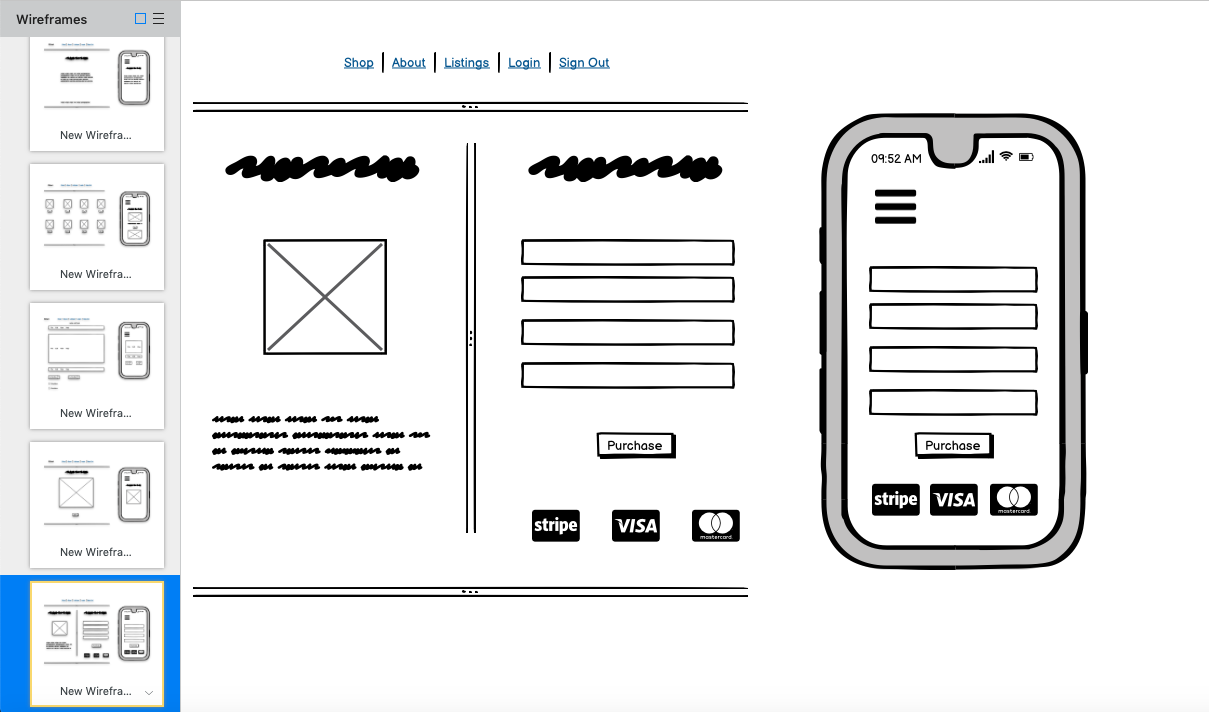 Wireframes
New Wirefra...
New Wirefra...
New Wirefra...
New Wirefra...
New Wirefra...
Shop About Listings Login Sign Out
Purchase
stripe VISA mastercard
09:52 AM
Purchase
stripe VISA mastercard